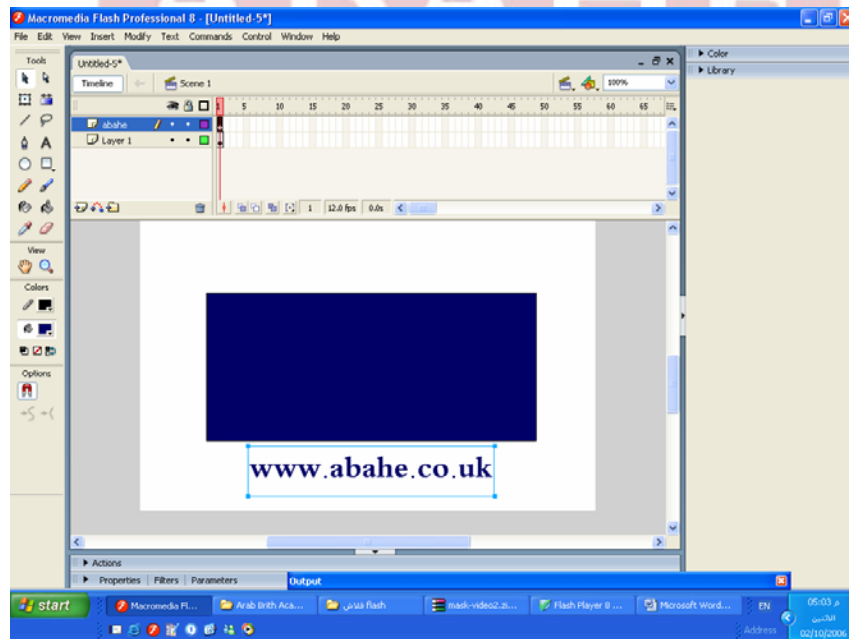 Macromedia Flash Professional 8 - [Untitled-5*]
File Edit View Insert Modify Text Commands Control Window Help
Tools
Untitled-5*
Color
Library
Timeline
Scene 1
100%
1 5 10 15 20 25 30 35 40 45 50 55 60 65
abahe
Layer 1
1 12.0 fps 0.0s
View
Colors
Options
www.abahe.co.uk
Actions
Properties Filters Parameters
Output
start
Macromedia Fl...
Arab Brith Aca...
فلاش flash
mask-video2.zi...
Flash Player 8 ...
Microsoft Word...
EN
05:03 م
الاثنين
Address
02/10/2006